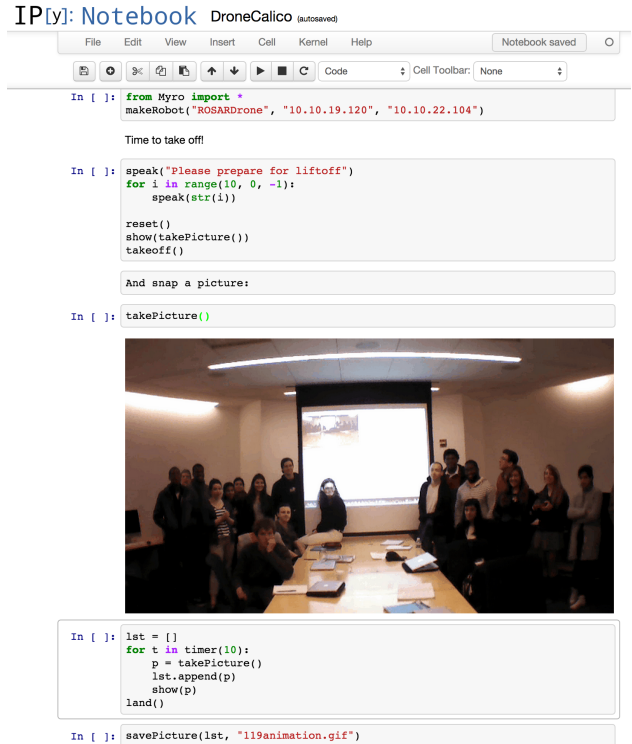 IP[y]: Notebook DroneCalico (autosaved)
File Edit View Insert Cell Kernel Help Notebook saved
Code Cell Toolbar: None
In [ ]: from Myro import *
makeRobot("ROSARDrone", "10.10.19.120", "10.10.22.104")
Time to take off!
In [ ]: speak("Please prepare for liftoff")
for i in range(10, 0, -1):
    speak(str(i))
reset()
show(takePicture())
takeoff()
And snap a picture:
In [ ]: takePicture()
In [ ]: lst = []
for t in timer(10):
    p = takePicture()
    lst.append(p)
    show(p)
land()
In [ ]: savePicture(lst, "119animation.gif")